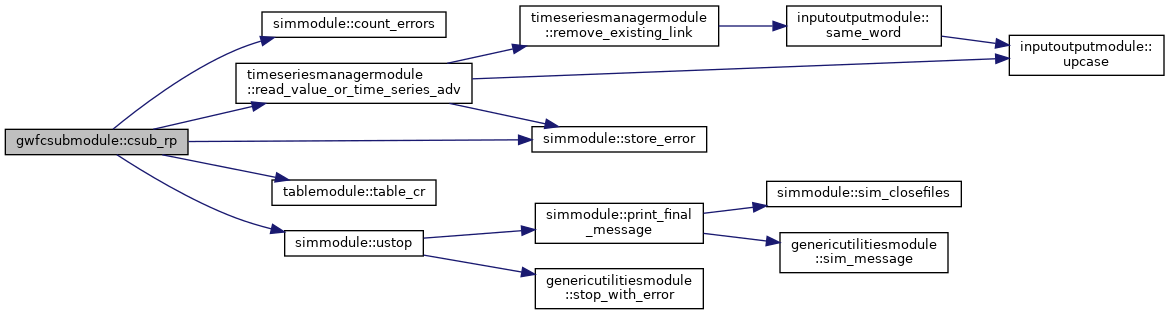 gwfcsubmodule::csub_rp
simmodule::count_errors
timeseriesmanagermodule
::read_value_or_time_series_adv
timeseriesmanagermodule
::remove_existing_link
inputoutputmodule::
same_word
inputoutputmodule::
upcase
simmodule::store_error
tablemodule::table_cr
simmodule::ustop
simmodule::print_final
_message
simmodule::sim_closefiles
genericutilitiesmodule
::sim_message
genericutilitiesmodule
::stop_with_error